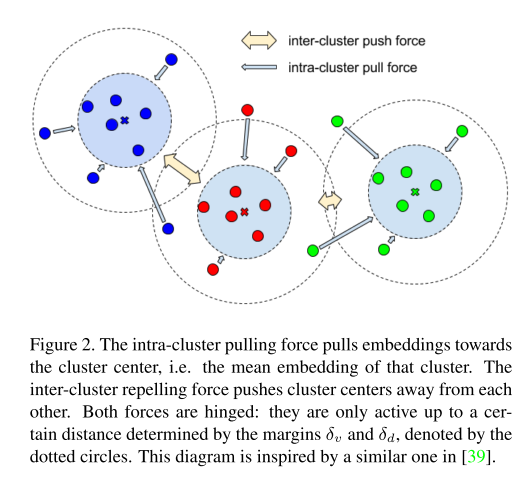 inter-cluster push force
intra-cluster pull force
Figure 2. The intra-cluster pulling force pulls embeddings towards
the cluster center, i.e. the mean embedding of that cluster. The
inter-cluster repelling force pushes cluster centers away from each
other. Both forces are hinged: they are only active up to a cer-
tain distance determined by the margins δv and δd, denoted by the
dotted circles. This diagram is inspired by a similar one in [39].